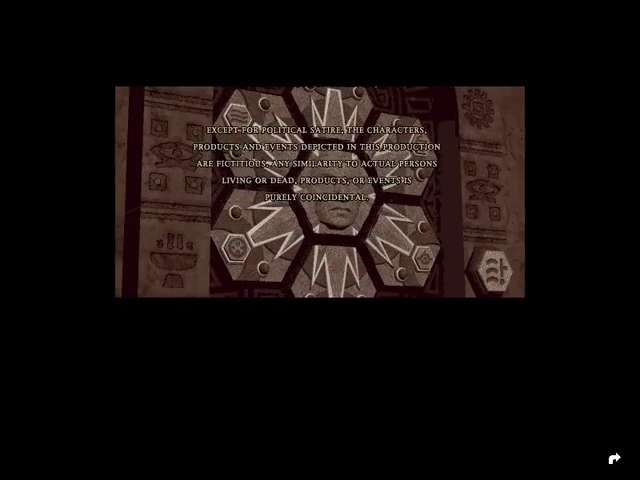 EXCEPT FOR POLITICAL SATIRE, THE CHARACTERS,
PRODUCTS AND EVENTS DEPICTED IN THIS PRODUCTION
ARE FICTITIOUS. ANY SIMILARITY TO ACTUAL PERSONS
LIVING OR DEAD, PRODUCTS, OR EVENTS IS
PURELY COINCIDENTAL.